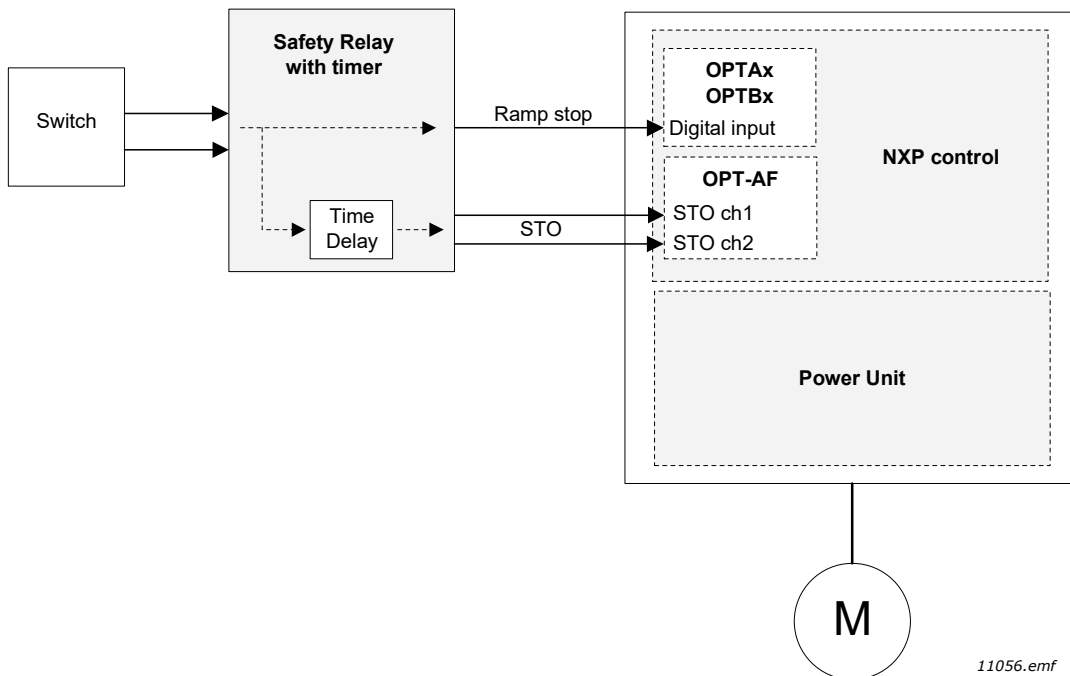 Safety Relay
with timer
Switch
Time
Delay
Ramp stop
STO
OPTAx
OPTBx
Digital input
OPT-AF
STO ch1
STO ch2
NXP control
Power Unit
M
11056.emf